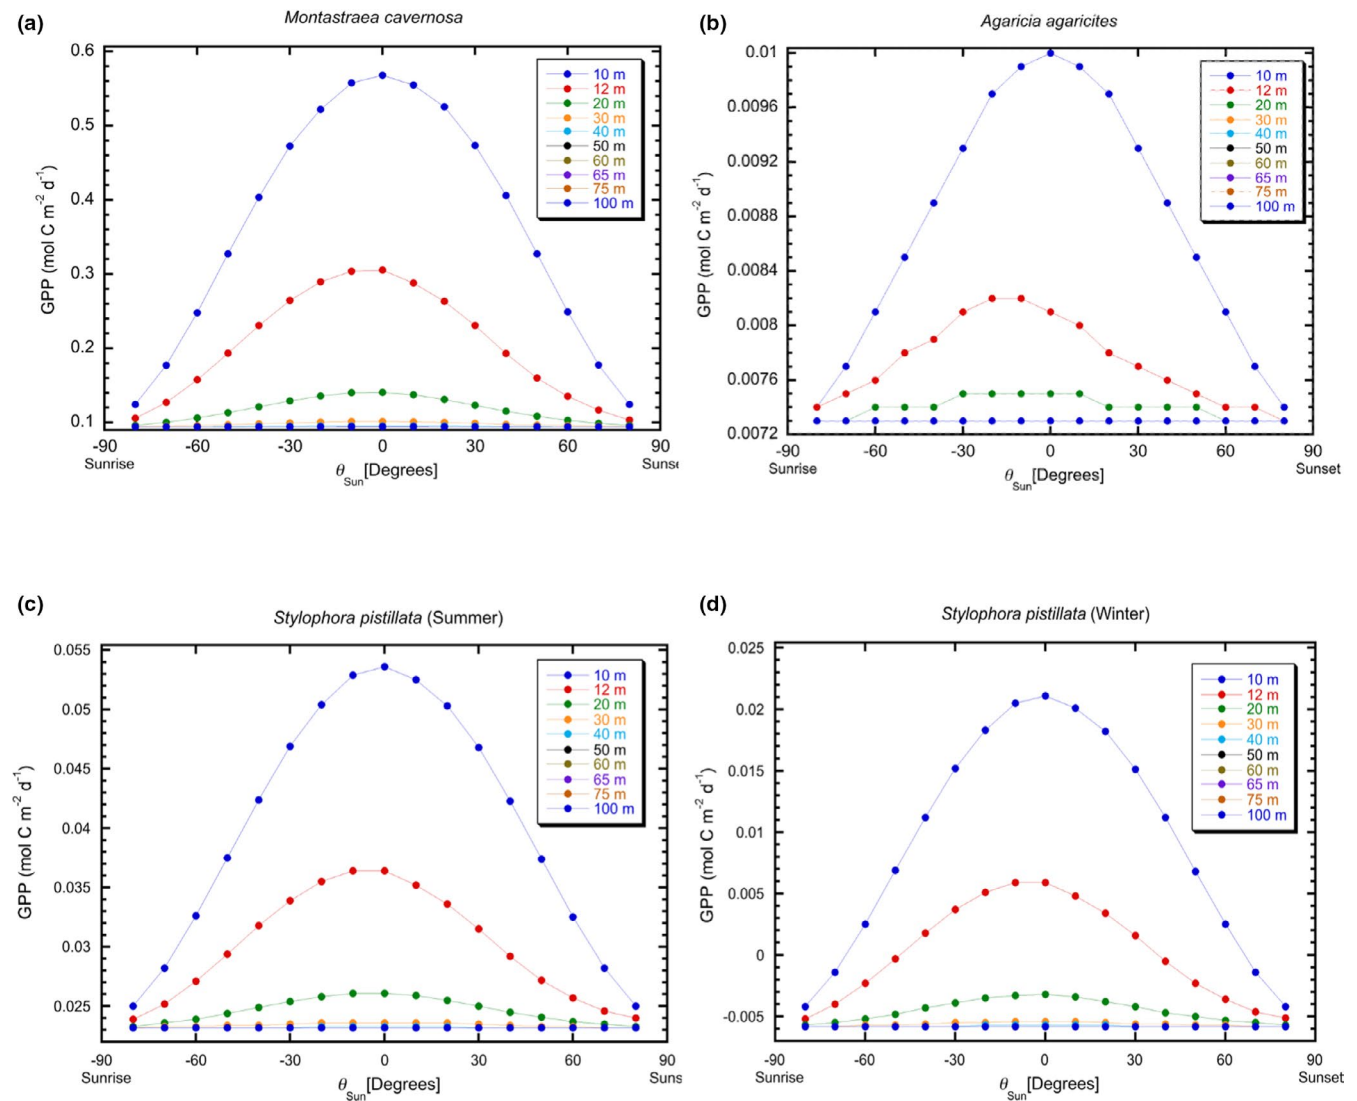 (a)
Montastraea cavernosa
GPP (mol C m-2 d-1)
0.6
0.5
0.4
0.3
0.2
0.1
10 m
12 m
20 m
30 m
40 m
50 m
60 m
65 m
75 m
100 m
-90 -60 -30 0 30 60 90
Sunrise
Suns
θSun[Degrees]
(b)
Agaricia agaricites
GPP (mol C m-2 d-1)
0.01
0.0096
0.0092
0.0088
0.0084
0.008
0.0076
0.0072
10 m
12 m
20 m
30 m
40 m
50 m
60 m
65 m
75 m
100 m
-90 -60 -30 0 30 60 90
Sunrise
Sunset
θSun[Degrees]
(c)
Stylophora pistillata (Summer)
GPP (mol C m-2 d-1)
0.055
0.05
0.045
0.04
0.035
0.03
0.025
10 m
12 m
20 m
30 m
40 m
50 m
60 m
65 m
75 m
100 m
-90 -60 -30 0 30 60 90
Sunrise
Suns
θSun[Degrees]
(d)
Stylophora pistillata (Winter)
GPP (mol C m-2 d-1)
0.025
0.02
0.015
0.01
0.005
0
-0.005
10 m
12 m
20 m
30 m
40 m
50 m
60 m
65 m
75 m
100 m
-90 -60 -30 0 30 60 90
Sunrise
Sunset
θSun[Degrees]